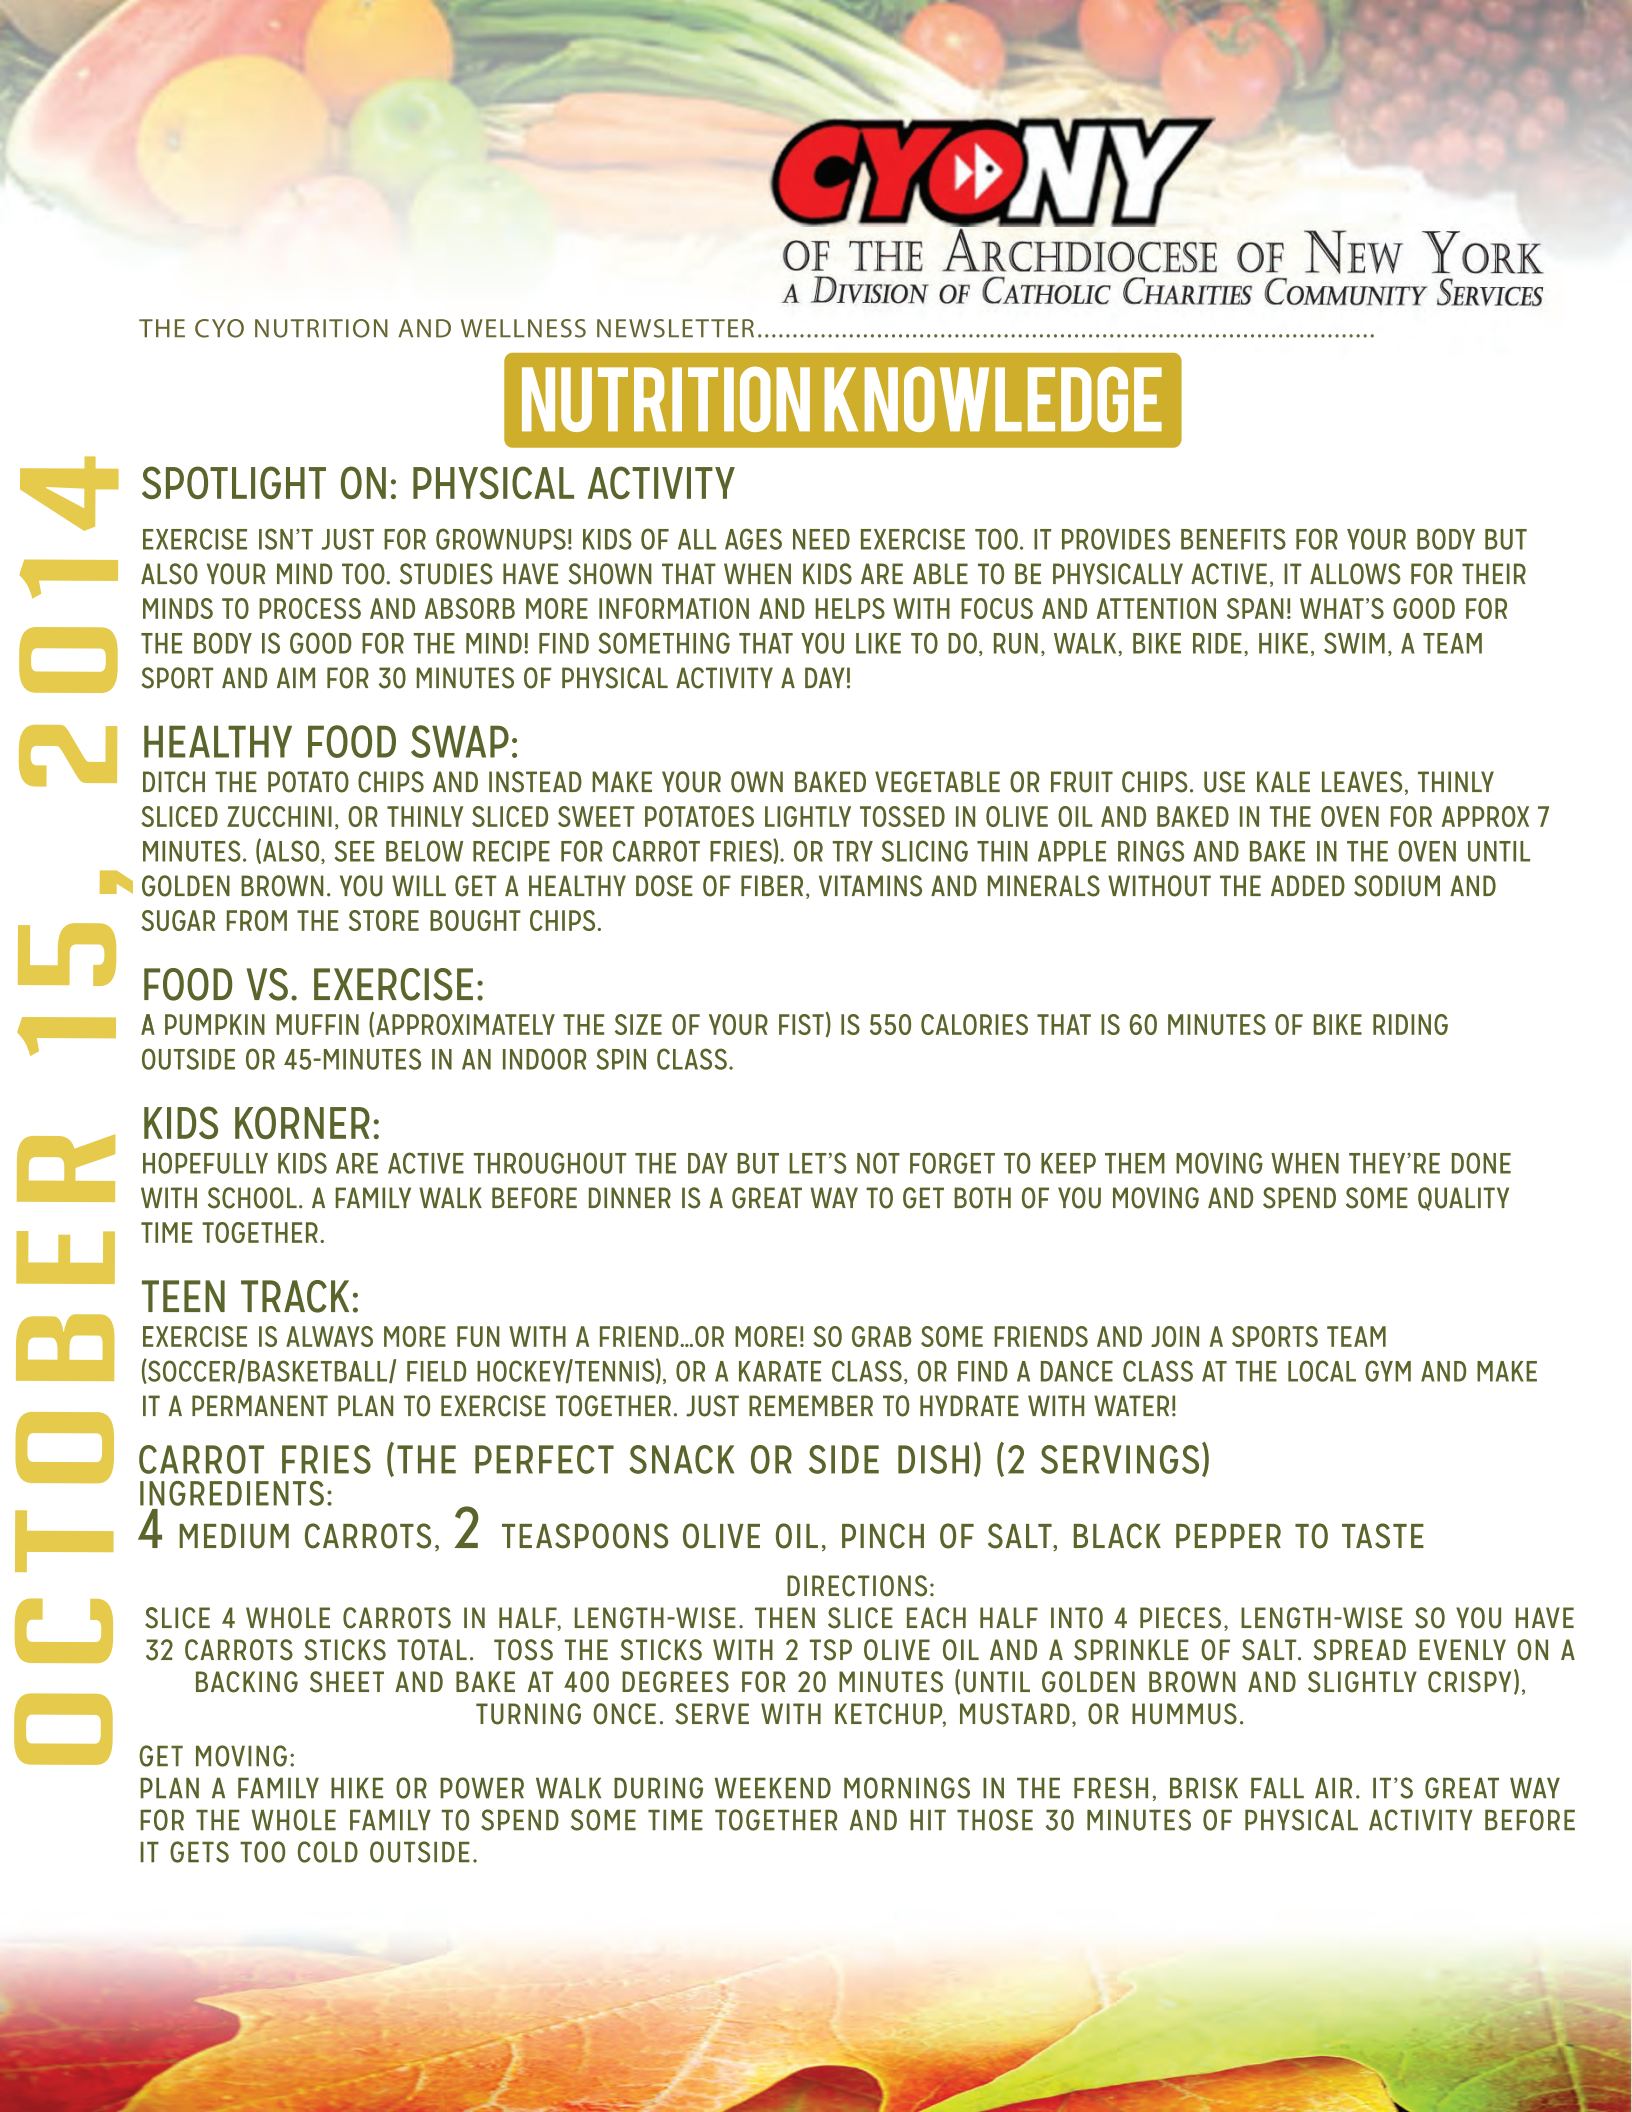 CYONY
OF THE ARCHDIOCESE OF NEW YORK
A DIVISION OF CATHOLIC CHARITIES COMMUNITY SERVICES
THE CYO NUTRITION AND WELLNESS NEWSLETTER........................................................................................
NUTRITION KNOWLEDGE
OCTOBER 15, 2014
SPOTLIGHT ON: PHYSICAL ACTIVITY
EXERCISE ISN'T JUST FOR GROWNUPS! KIDS OF ALL AGES NEED EXERCISE TOO. IT PROVIDES BENEFITS FOR YOUR BODY BUT
ALSO YOUR MIND TOO. STUDIES HAVE SHOWN THAT WHEN KIDS ARE ABLE TO BE PHYSICALLY ACTIVE, IT ALLOWS FOR THEIR
MINDS TO PROCESS AND ABSORB MORE INFORMATION AND HELPS WITH FOCUS AND ATTENTION SPAN! WHAT'S GOOD FOR
THE BODY IS GOOD FOR THE MIND! FIND SOMETHING THAT YOU LIKE TO DO, RUN, WALK, BIKE RIDE, HIKE, SWIM, A TEAM
SPORT AND AIM FOR 30 MINUTES OF PHYSICAL ACTIVITY A DAY!
HEALTHY FOOD SWAP:
DITCH THE POTATO CHIPS AND INSTEAD MAKE YOUR OWN BAKED VEGETABLE OR FRUIT CHIPS. USE KALE LEAVES, THINLY
SLICED ZUCCHINI, OR THINLY SLICED SWEET POTATOES LIGHTLY TOSSED IN OLIVE OIL AND BAKED IN THE OVEN FOR APPROX 7
MINUTES. (ALSO, SEE BELOW RECIPE FOR CARROT FRIES). OR TRY SLICING THIN APPLE RINGS AND BAKE IN THE OVEN UNTIL
GOLDEN BROWN. YOU WILL GET A HEALTHY DOSE OF FIBER, VITAMINS AND MINERALS WITHOUT THE ADDED SODIUM AND
SUGAR FROM THE STORE BOUGHT CHIPS.
FOOD VS. EXERCISE:
A PUMPKIN MUFFIN (APPROXIMATELY THE SIZE OF YOUR FIST) IS 550 CALORIES THAT IS 60 MINUTES OF BIKE RIDING
OUTSIDE OR 45-MINUTES IN AN INDOOR SPIN CLASS.
KIDS KORNER:
HOPEFULLY KIDS ARE ACTIVE THROUGHOUT THE DAY BUT LET'S NOT FORGET TO KEEP THEM MOVING WHEN THEY'RE DONE
WITH SCHOOL. A FAMILY WALK BEFORE DINNER IS A GREAT WAY TO GET BOTH OF YOU MOVING AND SPEND SOME QUALITY
TIME TOGETHER.
TEEN TRACK:
EXERCISE IS ALWAYS MORE FUN WITH A FRIEND...OR MORE! SO GRAB SOME FRIENDS AND JOIN A SPORTS TEAM
(SOCCER/BASKETBALL/ FIELD HOCKEY/TENNIS), OR A KARATE CLASS, OR FIND A DANCE CLASS AT THE LOCAL GYM AND MAKE
IT A PERMANENT PLAN TO EXERCISE TOGETHER. JUST REMEMBER TO HYDRATE WITH WATER!
CARROT FRIES (THE PERFECT SNACK OR SIDE DISH) (2 SERVINGS)
INGREDIENTS:
4 MEDIUM CARROTS, 2 TEASPOONS OLIVE OIL, PINCH OF SALT, BLACK PEPPER TO TASTE
DIRECTIONS:
SLICE 4 WHOLE CARROTS IN HALF, LENGTH-WISE. THEN SLICE EACH HALF INTO 4 PIECES, LENGTH-WISE SO YOU HAVE
32 CARROTS STICKS TOTAL. TOSS THE STICKS WITH 2 TSP OLIVE OIL AND A SPRINKLE OF SALT. SPREAD EVENLY ON A
BACKING SHEET AND BAKE AT 400 DEGREES FOR 20 MINUTES (UNTIL GOLDEN BROWN AND SLIGHTLY CRISPY),
TURNING ONCE. SERVE WITH KETCHUP, MUSTARD, OR HUMMUS.
GET MOVING:
PLAN A FAMILY HIKE OR POWER WALK DURING WEEKEND MORNINGS IN THE FRESH, BRISK FALL AIR. IT'S GREAT WAY
FOR THE WHOLE FAMILY TO SPEND SOME TIME TOGETHER AND HIT THOSE 30 MINUTES OF PHYSICAL ACTIVITY BEFORE
IT GETS TOO COLD OUTSIDE.